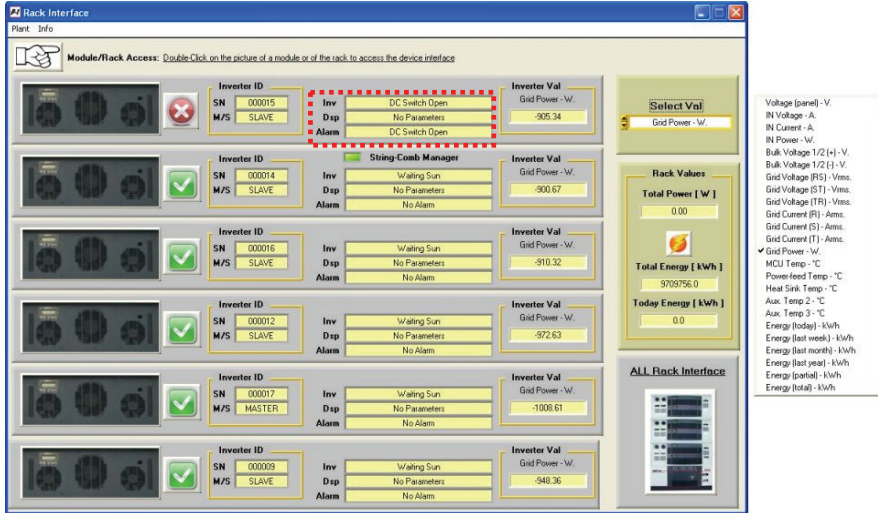 Rack Interface
Plant Info
Module/Rack Access: Double-Click on the picture of a module or of the rack to access the device interface
Inverter ID
SN 000015
M/S SLAVE
Inv DC Switch Open
Dsp No Parameters
Alarm DC Switch Open
Inverter Val
Grid Power - W.
-905.34
Inverter ID
SN 000014
M/S SLAVE
String-Comb Manager
Inv Waiting Sun
Dsp No Parameters
Alarm No Alarm
Inverter Val
Grid Power - W.
-900.67
Inverter ID
SN 000016
M/S SLAVE
Inv Waiting Sun
Dsp No Parameters
Alarm No Alarm
Inverter Val
Grid Power - W.
-910.32
Inverter ID
SN 000012
M/S SLAVE
Inv Waiting Sun
Dsp No Parameters
Alarm No Alarm
Inverter Val
Grid Power - W.
-972.63
Inverter ID
SN 000017
M/S MASTER
Inv Waiting Sun
Dsp No Parameters
Alarm No Alarm
Inverter Val
Grid Power - W.
-1008.61
Inverter ID
SN 000009
M/S SLAVE
Inv Waiting Sun
Dsp No Parameters
Alarm No Alarm
Inverter Val
Grid Power - W.
-948.36
Select Val
Grid Power - W.
Rack Values
Total Power [ W ]
0.00
Total Energy [ kWh ]
9709756.0
Today Energy [ kWh ]
0.0
ALL Rack Interface
AURORA
Voltage (panel) - V.
IN Voltage - A.
IN Current - A.
IN Power - W.
Bulk Voltage 1/2 (+) - V.
Bulk Voltage 1/2 (-) - V.
Grid Voltage (RS) - Vrms.
Grid Voltage (ST) - Vrms.
Grid Voltage (TR) - Vrms.
Grid Current (R) - Arms.
Grid Current (S) - Arms.
Grid Current (T) - Arms.
Grid Power - W.
MCU Temp - °C
Power-feed Temp - °C
Heat Sink Temp - °C
Aux. Temp 2 - °C
Aux. Temp 3 - °C
Energy (today) - kWh
Energy (last week) - kWh
Energy (last month) - kWh
Energy (last year) - kWh
Energy (partial) - kWh
Energy (total) - kWh